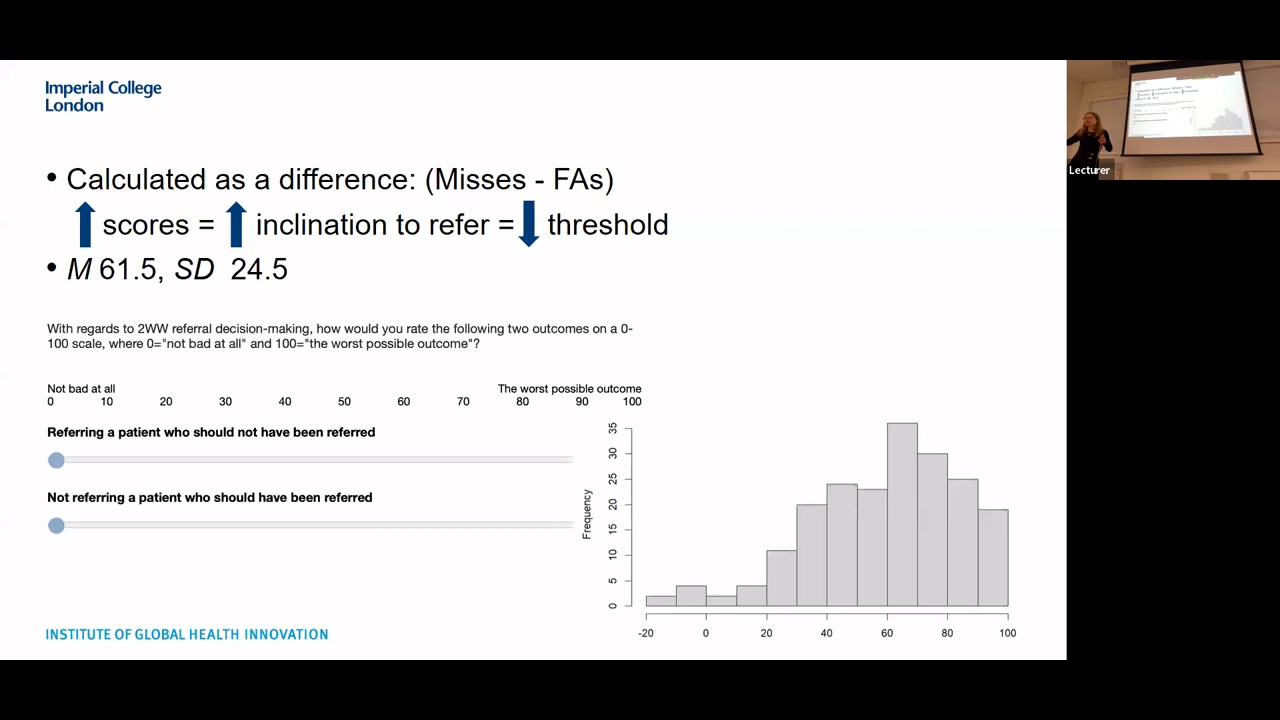 Imperial College
London
• Calculated as a difference: (Misses - FAs)
scores = inclination to refer = threshold
• M 61.5, SD 24.5
With regards to 2WW referral decision-making, how would you rate the following two outcomes on a 0-
100 scale, where 0="not bad at all" and 100="the worst possible outcome"?
Not bad at all The worst possible outcome
0 10 20 30 40 50 60 70 80 90 100
Referring a patient who should not have been referred
Not referring a patient who should have been referred
Frequency
35
30
25
20
15
10
5
0
-20 0 20 40 60 80 100
INSTITUTE OF GLOBAL HEALTH INNOVATION
Lecturer